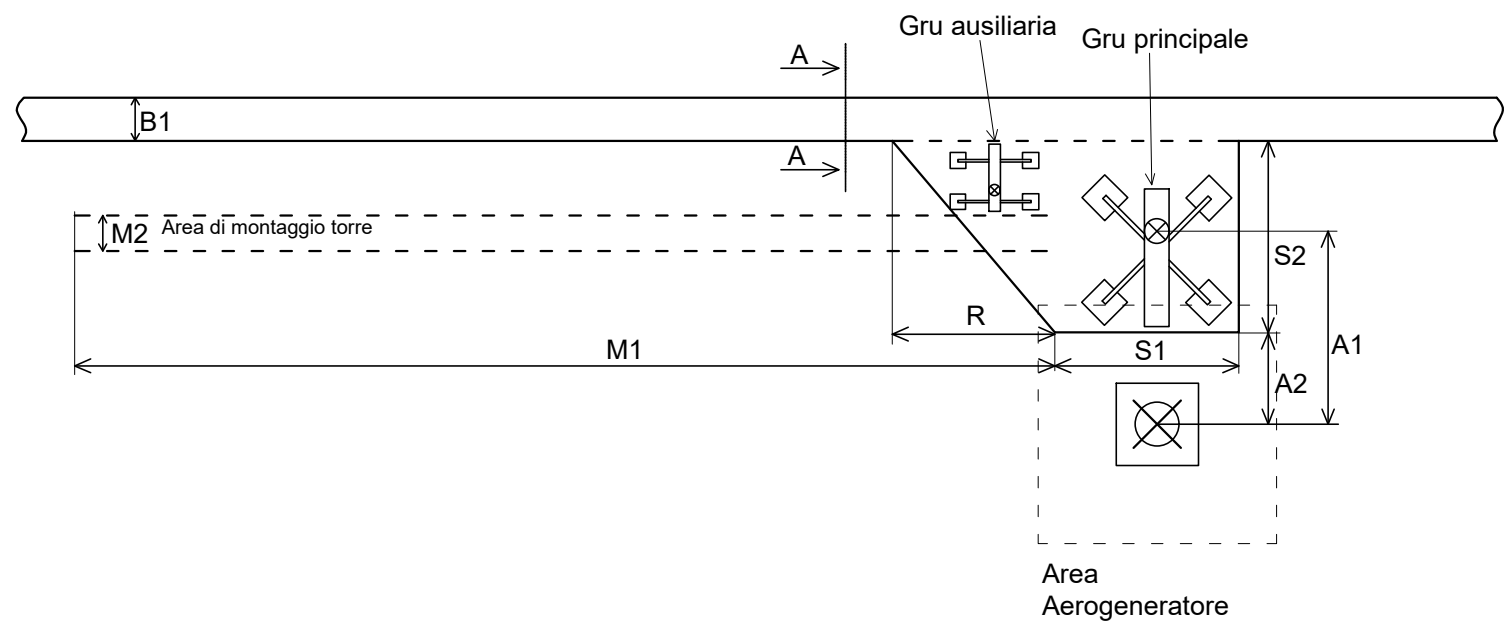 Gru ausiliaria
Gru principale
A
B1
A
M2
Area di montaggio torre
S2
R
A1
M1
S1
A2
Area
Aerogeneratore